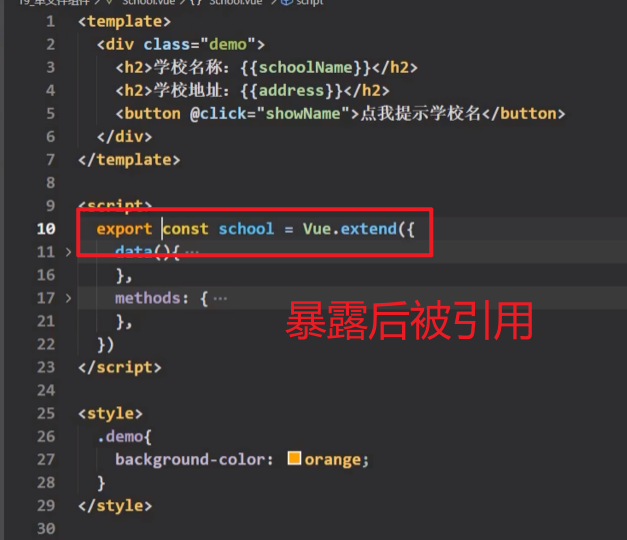 19_单文件组件 > School.vue > {} School.vue > script
1 <template>
2 <div class="demo">
3 <h2>学校名称：{{schoolName}}</h2>
4 <h2>学校地址：{{address}}</h2>
5 <button @click="showName">点我提示学校名</button>
6 </div>
7 </template>
8
9 <script>
10 export const school = Vue.extend({
11 > data(){ ⋯
16 },
17 > methods: { ⋯
21 },
暴露后被引用
22 })
23 </script>
24
25 <style>
26 .demo{
27 background-color: orange;
28 }
29 </style>
30